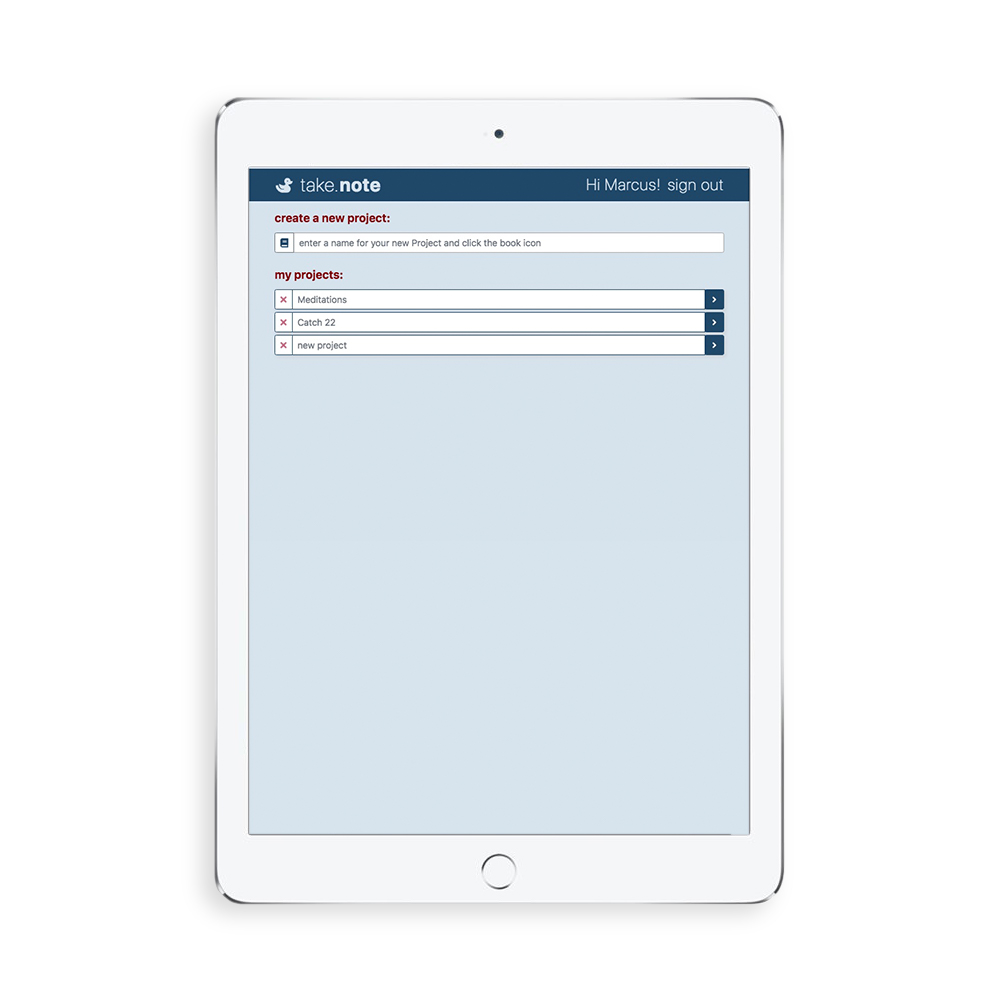 take.note Hi Marcus! sign out
create a new project:
enter a name for your new Project and click the book icon
my projects:
Meditations
Catch 22
new project